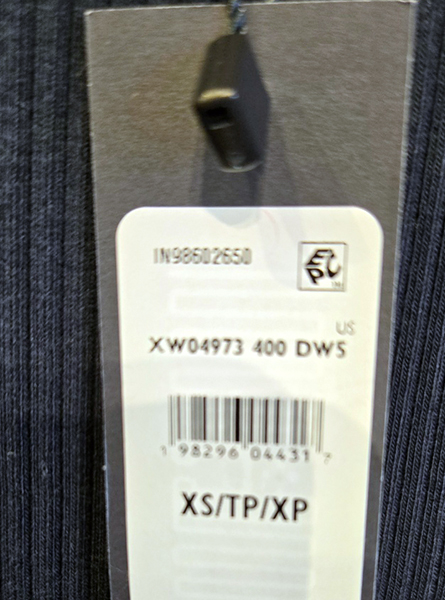 IN98602650
EPC
US
XW04973 400 DW5
1 98296 04431 7
XS/TP/XP